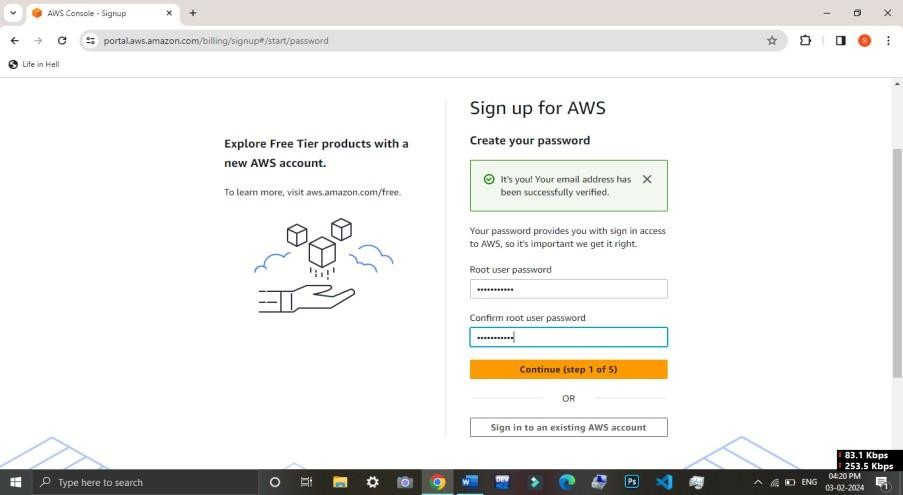 AWS Console - Signup
portal.aws.amazon.com/billing/signup#/start/password
S
Life in Hell
Explore Free Tier products with a
new AWS account.
To learn more, visit aws.amazon.com/free.
Sign up for AWS
Create your password
It's you! Your email address has
been successfully verified.
Your password provides you with sign in access
to AWS, so it's important we get it right.
Root user password
•••••••••••
Confirm root user password
•••••••••••
Continue (step 1 of 5)
OR
Sign in to an existing AWS account
83.1 Kbps
253.5 Kbps
Type here to search
W
DEV
Ps
ENG
04:20 PM
03-02-2024
1